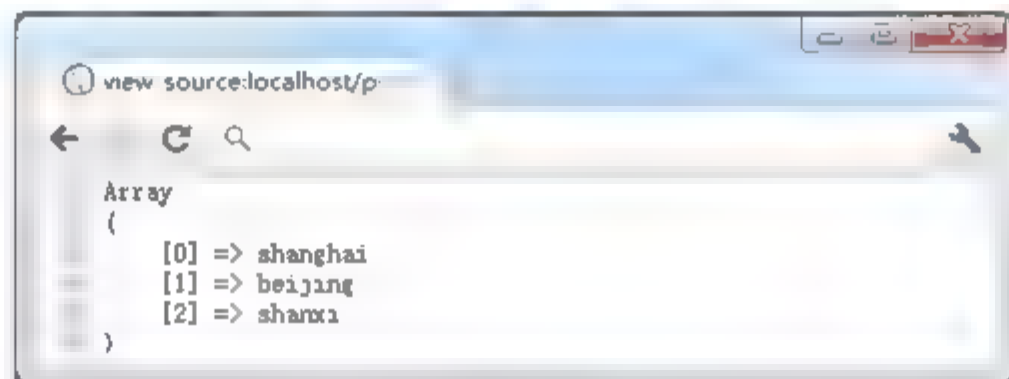 view source:localhost/p
Array
(
[0] => shanghai
[1] => beijing
[2] => shanxi
)